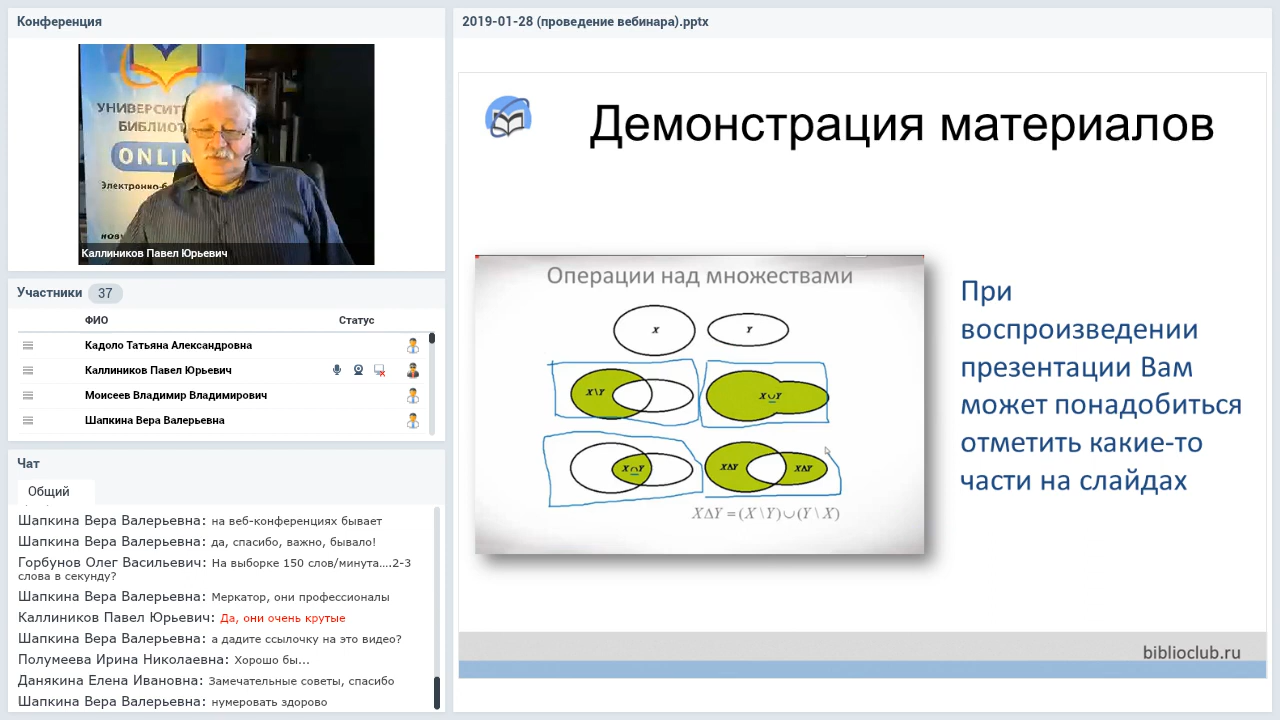 Конференция
УНИВЕРСИТ
БИБЛИОТ
ONLIN
Электронно-б
Каллиников Павел Юрьевич
Участники 37
ФИО Статус
Кадоло Татьяна Александровна
Каллиников Павел Юрьевич
Моисеев Владимир Владимирович
Шапкина Вера Валерьевна
Чат
Общий
Шапкина Вера Валерьевна: на веб-конференциях бывает
Шапкина Вера Валерьевна: да, спасибо, важно, бывало!
Горбунов Олег Васильевич: На выборке 150 слов/минута....2-3
слова в секунду?
Шапкина Вера Валерьевна: Меркатор, они профессионалы
Каллиников Павел Юрьевич: Да, они очень крутые
Шапкина Вера Валерьевна: а дадите ссылочку на это видео?
Полумеева Ирина Николаевна: Хорошо бы...
Данякина Елена Ивановна: Замечательные советы, спасибо
Шапкина Вера Валерьевна: нумеровать здорово
2019-01-28 (проведение вебинара).pptx
Демонстрация материалов
Операции над множествами
X Y
X\Y X∪Y
X∩Y XΔY XΔY
XΔY = (X \ Y) ∪ (Y \ X)
При
воспроизведении
презентации Вам
может понадобиться
отметить какие-то
части на слайдах
biblioclub.ru